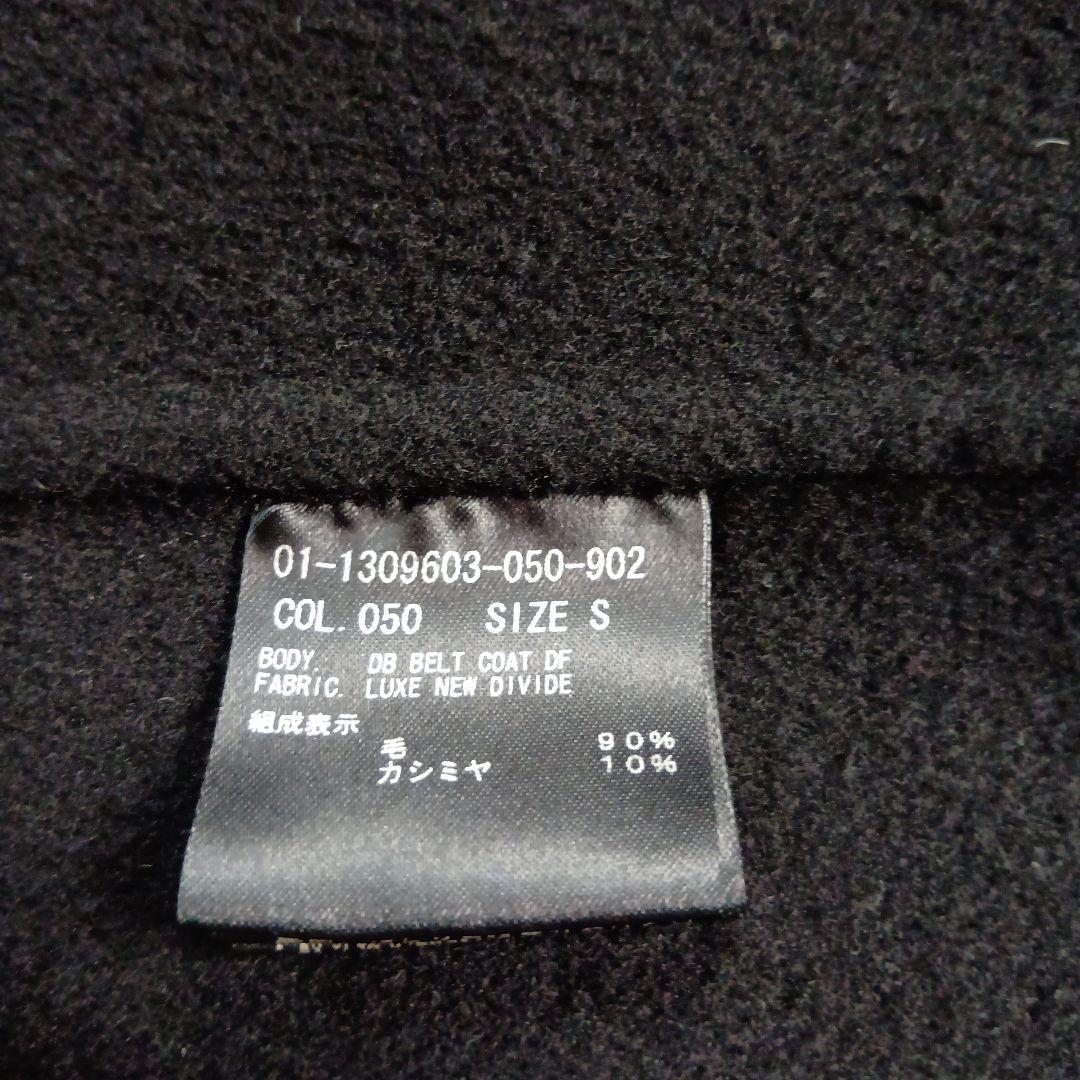 01-1309603-050-902
COL. 050 SIZE S
BODY. DB BELT COAT DF
FABRIC. LUXE NEW DIVIDE
組成表示
毛 90%
カシミヤ 10%